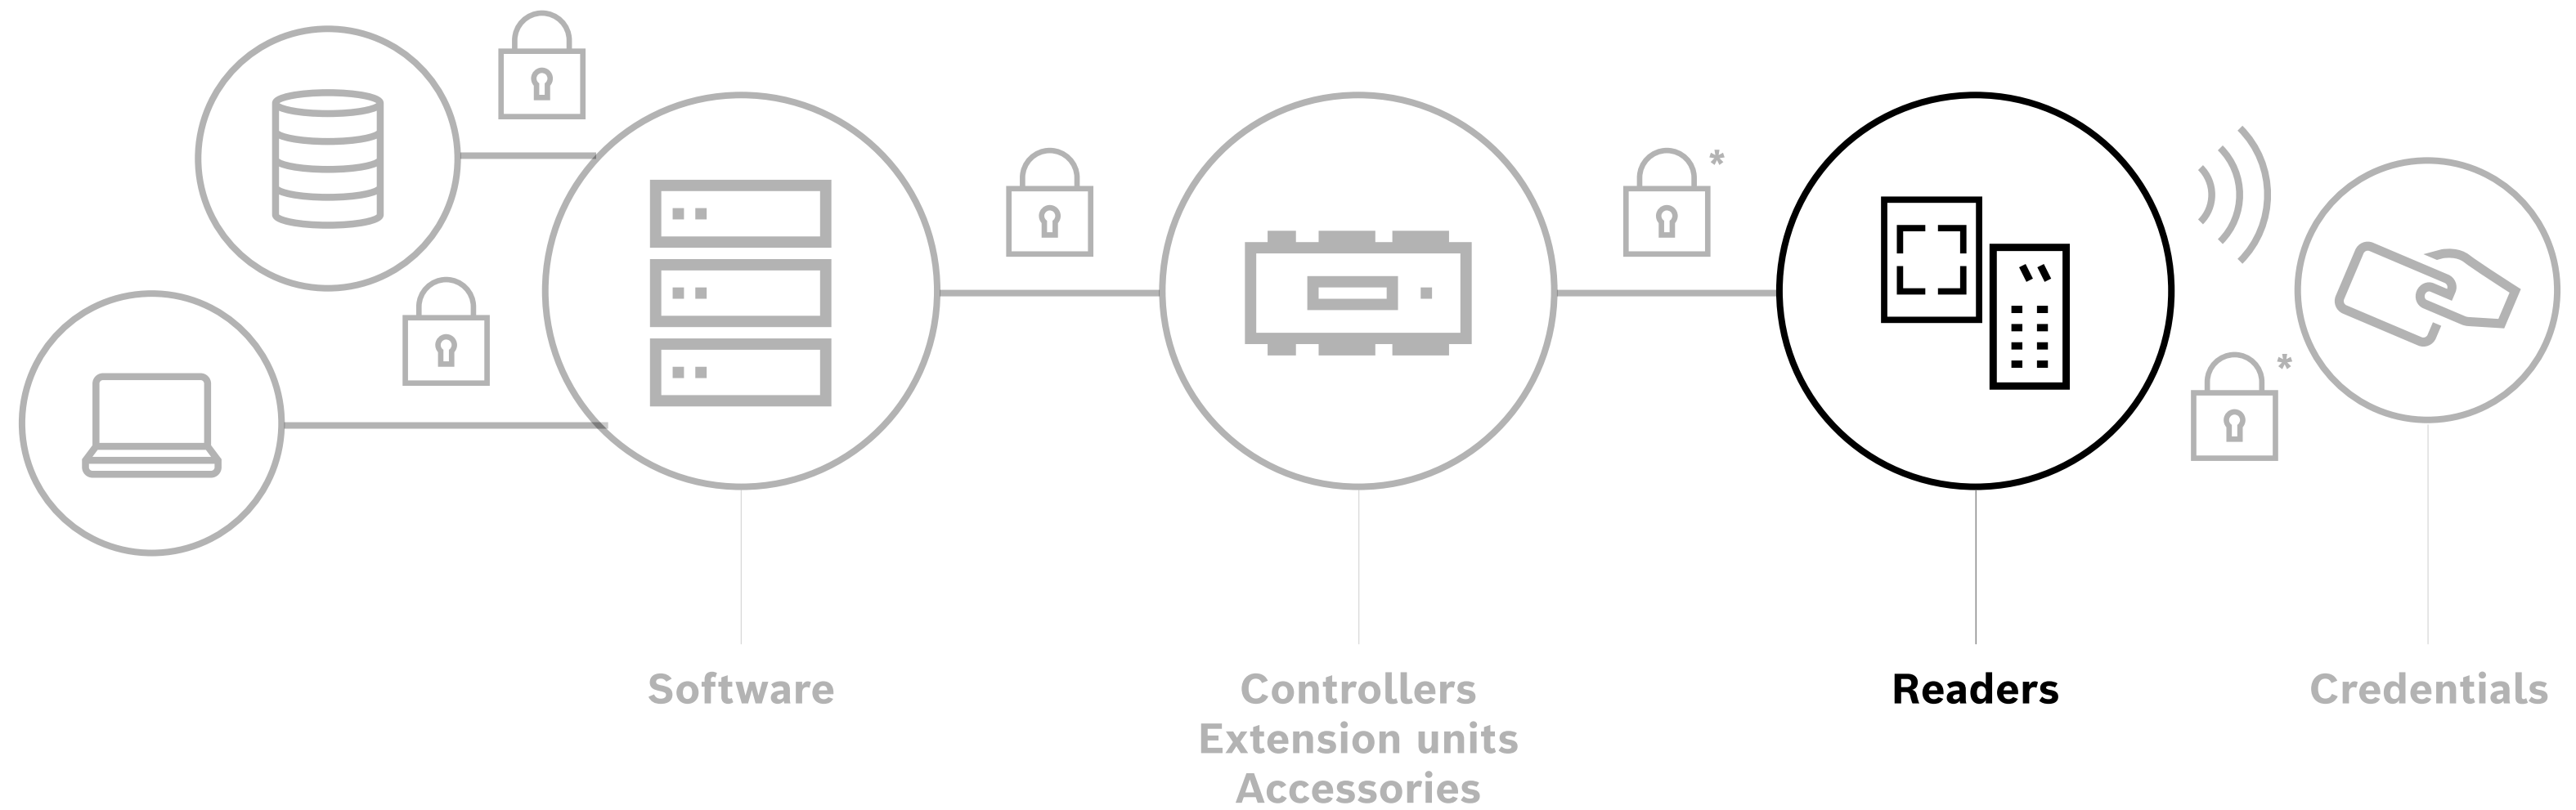 *
*
Software
Controllers
Extension units
Accessories
Readers
Credentials